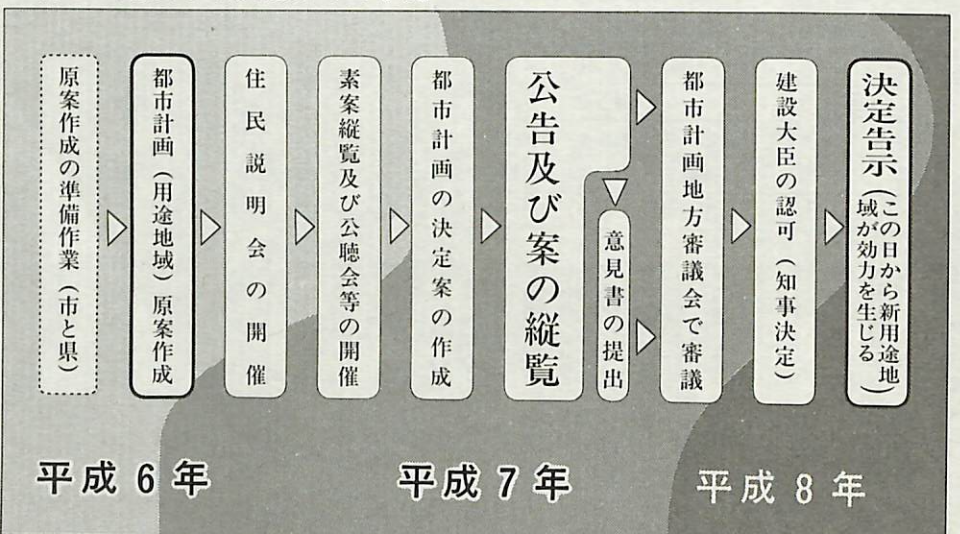 原案作成の準備作業（市と県）
都市計画（用途地域）原案作成
住民説明会の開催
素案縦覧及び公聴会等の開催
都市計画の決定案の作成
公告及び案の縦覧
意見書の提出
都市計画地方審議会で審議
建設大臣の認可（知事決定）
決定告示（この日から新用途地
域が効力を生じる）
平成6年
平成7年
平成8年